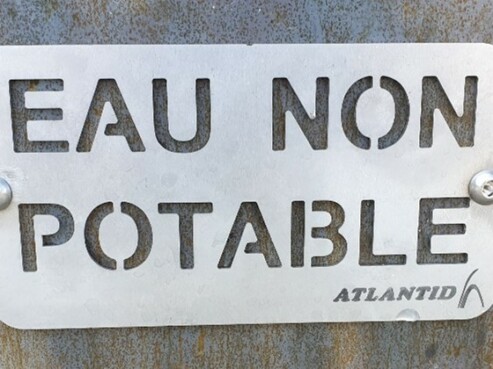 EAU NON
POTABLE
ATLANTID